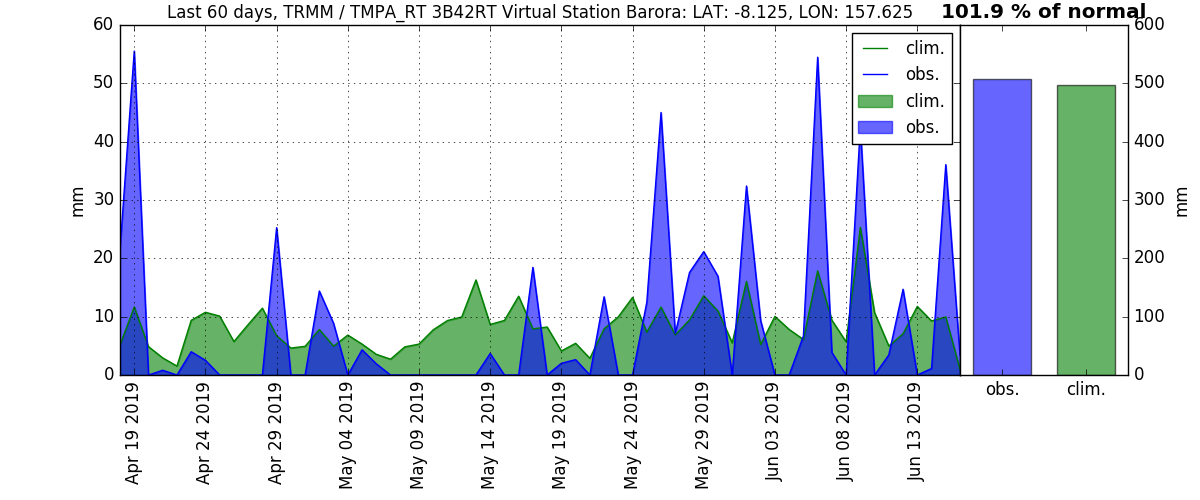 Last 60 days, TRMM / TMPA_RT 3B42RT Virtual Station Barora: LAT: -8.125, LON: 157.625
101.9 % of normal
60
50
40
30
20
10
0
mm
clim.
obs.
clim.
obs.
600
500
400
300
200
100
0
mm
obs.
clim.
Apr 19 2019
Apr 24 2019
Apr 29 2019
May 04 2019
May 09 2019
May 14 2019
May 19 2019
May 24 2019
May 29 2019
Jun 03 2019
Jun 08 2019
Jun 13 2019